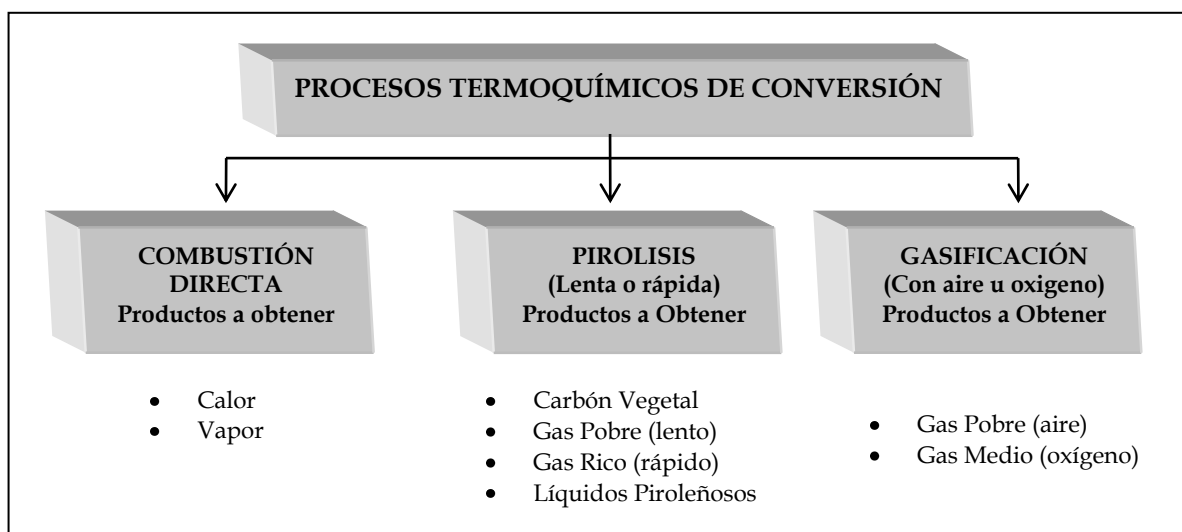 PROCESOS TERMOQUÍMICOS DE CONVERSIÓN
COMBUSTIÓN
DIRECTA
Productos a obtener
• Calor
• Vapor
PIROLISIS
(Lenta o rápida)
Productos a Obtener
• Carbón Vegetal
• Gas Pobre (lento)
• Gas Rico (rápido)
• Líquidos Piroleñosos
GASIFICACIÓN
(Con aire u oxigeno)
Productos a Obtener
• Gas Pobre (aire)
• Gas Medio (oxígeno)